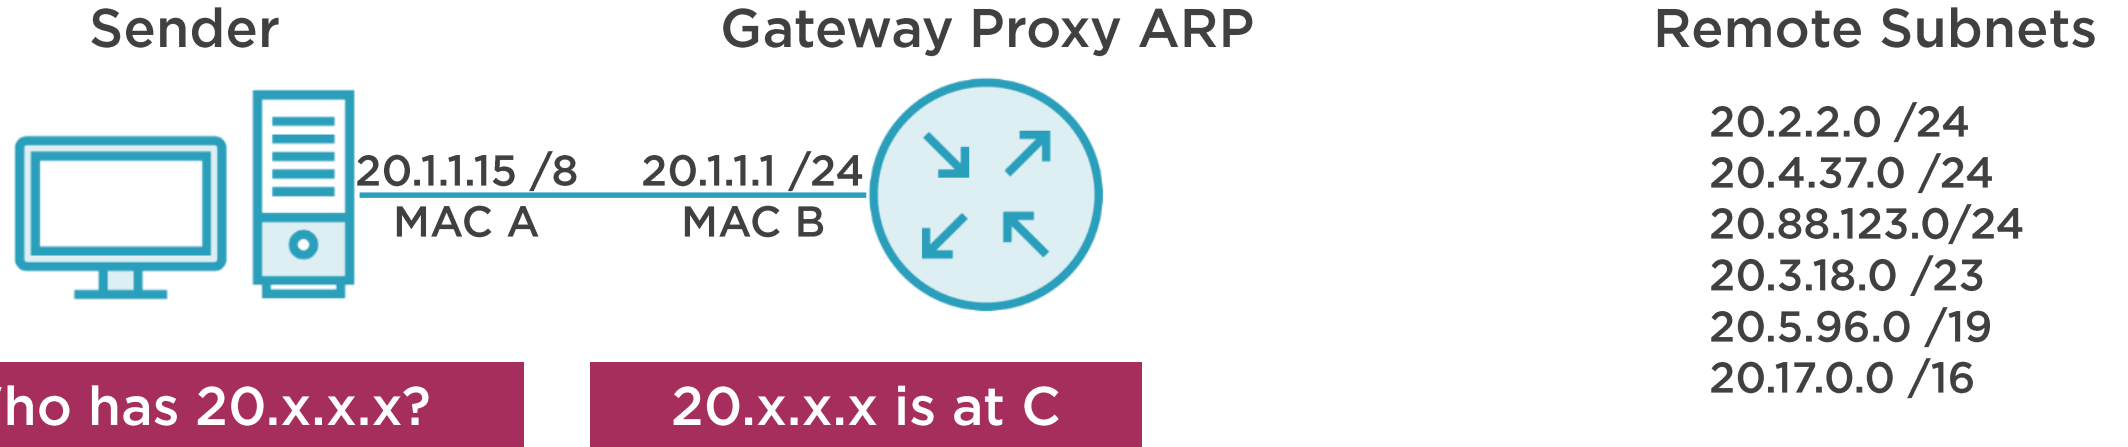 Sender
Gateway Proxy ARP
Remote Subnets
20.1.1.15 /8
MAC A
20.1.1.1 /24
MAC B
20.2.2.0 /24
20.4.37.0 /24
20.88.123.0/24
20.3.18.0 /23
20.5.96.0 /19
20.17.0.0 /16
has 20.x.x.x?
20.x.x.x is at C